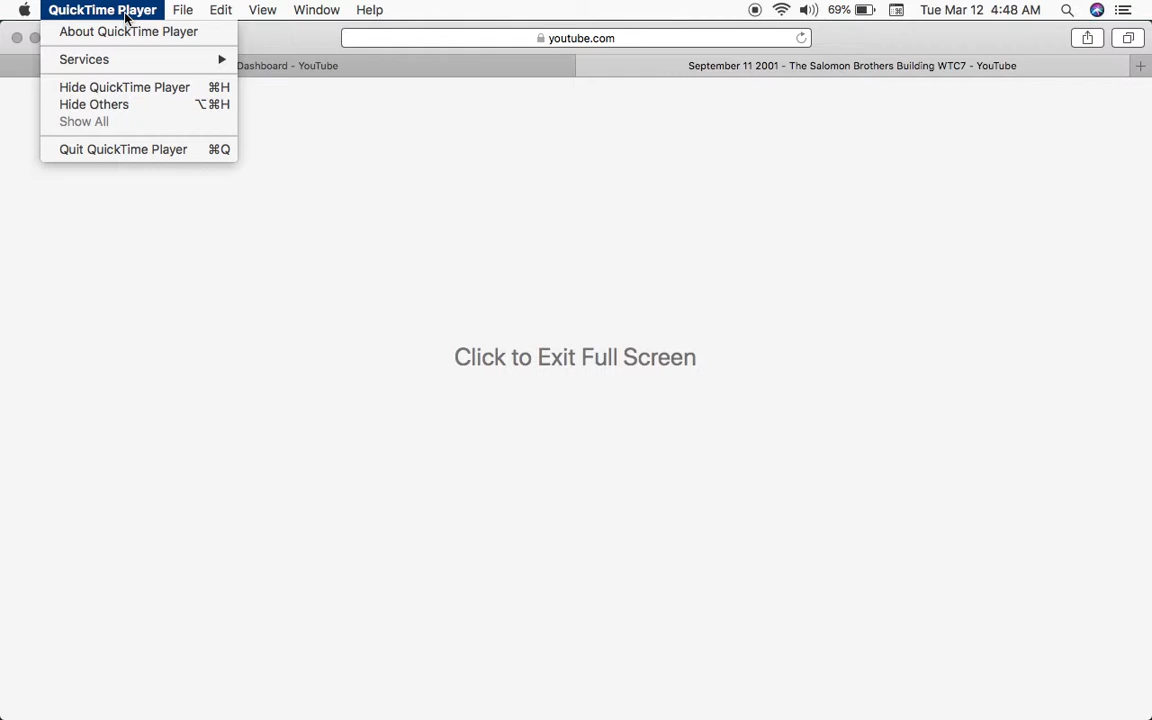 QuickTime Player File Edit View Window Help 69% Tue Mar 12 4:48 AM
About QuickTime Player
Services
Hide QuickTime Player ⌘H
Hide Others ⌥⌘H
Show All
Quit QuickTime Player ⌘Q
youtube.com
Dashboard - YouTube
September 11 2001 - The Salomon Brothers Building WTC7 - YouTube
Click to Exit Full Screen